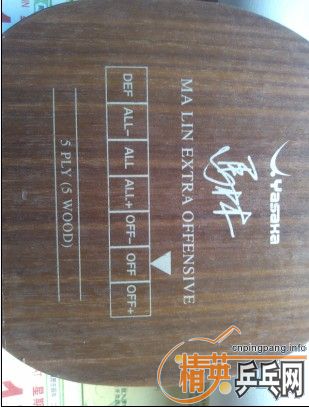 Yasaka
马林
MA LIN EXTRA OFFENSIVE
DEF ALL- ALL ALL+ OFF- OFF OFF+
5 PLY (5 WOOD)
cnpingpang.info
精英乒乓网